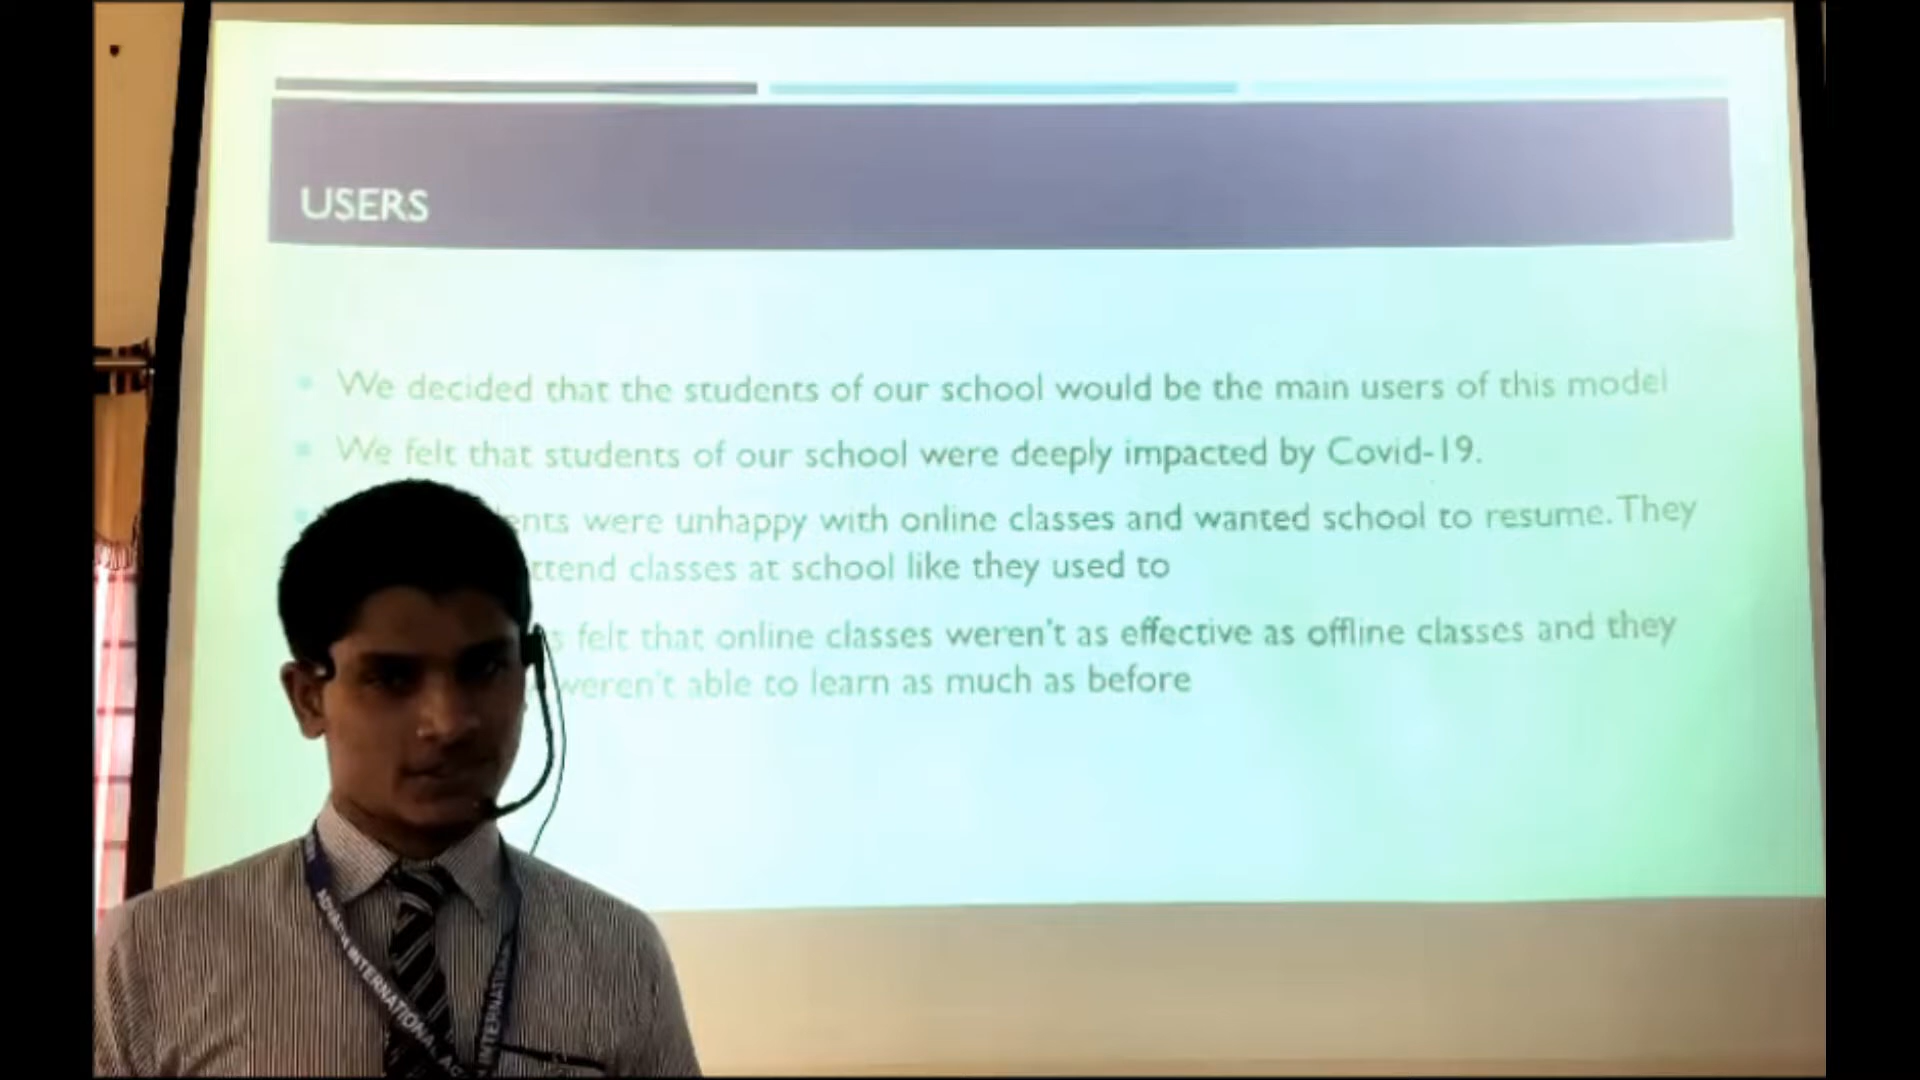 USERS
We decided that the students of our school would be the main users of this model
We felt that students of our school were deeply impacted by Covid-19.
were unhappy with online classes and wanted school to resume. They
classes at school like they used to
felt that online classes weren't as effective as offline classes and they
weren't able to learn as much as before
INTERNATIONAL
INTERNATIONAL